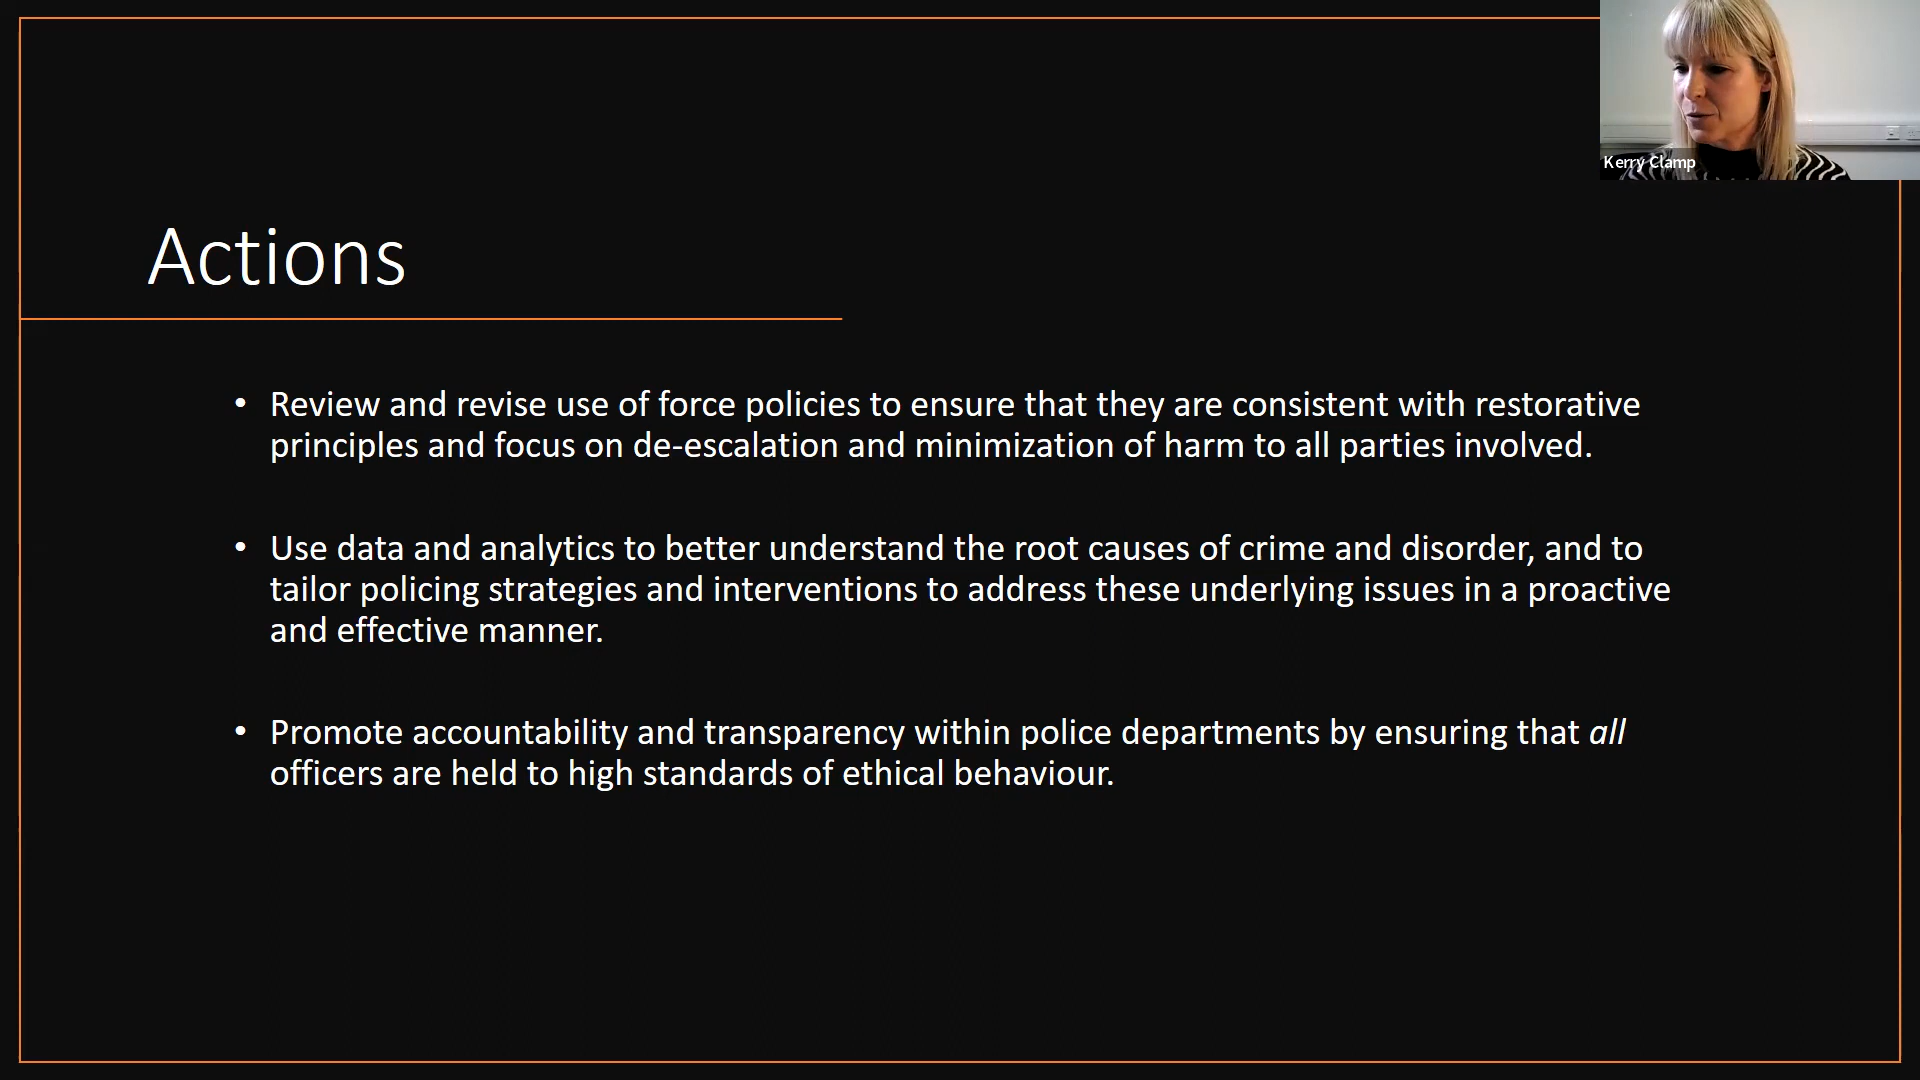 Kerry Clamp
Actions
• Review and revise use of force policies to ensure that they are consistent with restorative
principles and focus on de-escalation and minimization of harm to all parties involved.
• Use data and analytics to better understand the root causes of crime and disorder, and to
tailor policing strategies and interventions to address these underlying issues in a proactive
and effective manner.
• Promote accountability and transparency within police departments by ensuring that all
officers are held to high standards of ethical behaviour.